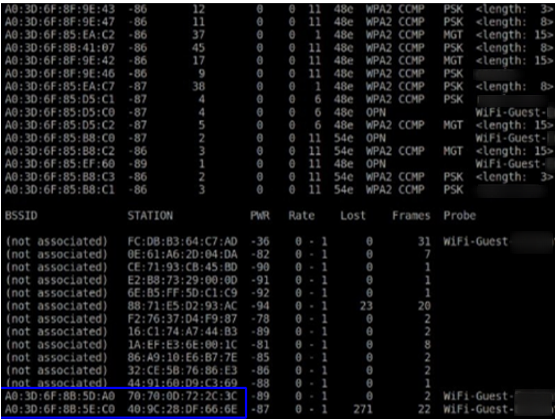 A0:3D:6F:8F:9E:43 -86 12 0 0 11 48e WPA2 CCMP PSK <length: 3>
A0:3D:6F:8F:9E:47 -86 11 0 0 11 48e WPA2 CCMP PSK <length: 8>
A0:3D:6F:85:EA:C2 -86 37 0 0 1 48e WPA2 CCMP MGT <length: 15>
A0:3D:6F:8B:41:07 -86 45 0 0 11 48e WPA2 CCMP PSK <length: 8>
A0:3D:6F:8F:9E:42 -86 17 0 0 11 48e WPA2 CCMP MGT <length: 15>
A0:3D:6F:8F:9E:46 -86 9 0 0 11 48e WPA2 CCMP PSK
A0:3D:6F:85:EA:C7 -87 38 0 0 1 48e WPA2 CCMP PSK <length: 8>
A0:3D:6F:85:D5:C1 -87 4 0 0 6 48e WPA2 CCMP PSK
A0:3D:6F:85:D5:C0 -87 4 0 0 6 48e OPN WiFi-Guest-
A0:3D:6F:85:D5:C2 -87 5 0 0 6 48e WPA2 CCMP MGT <length: 15>
A0:3D:6F:85:B8:C0 -87 2 0 0 11 54e OPN WiFi-Guest-
A0:3D:6F:85:B8:C2 -86 3 0 0 11 54e WPA2 CCMP MGT <length: 15>
A0:3D:6F:85:EF:60 -89 1 0 0 11 48e OPN WiFi-Guest-
A0:3D:6F:85:B8:C3 -86 2 0 0 11 54e WPA2 CCMP PSK <length: 3>
A0:3D:6F:85:B8:C1 -86 3 0 0 11 54e WPA2 CCMP PSK
BSSID STATION PWR Rate Lost Frames Probe
(not associated) FC:DB:B3:64:C7:AD -36 0 - 1 0 31 WiFi-Guest-
(not associated) 0E:61:A6:2D:04:DA -82 0 - 1 0 7
(not associated) CE:71:93:CB:45:BD -90 0 - 1 0 1
(not associated) E2:B8:73:29:00:0D -91 0 - 1 0 1
(not associated) 6E:B5:FF:5D:C1:C9 -92 0 - 1 0 1
(not associated) 88:71:E5:D2:93:AC -94 0 - 1 23 20
(not associated) F2:76:37:D4:F9:87 -78 0 - 1 0 2
(not associated) 16:C1:74:A7:44:B3 -89 0 - 1 0 2
(not associated) 1A:EF:E3:6E:00:1C -81 0 - 1 0 8
(not associated) 86:A9:10:E6:B7:7E -85 0 - 1 0 2
(not associated) 32:CE:5B:76:86:E3 -86 0 - 1 0 2
(not associated) 44:91:60:D9:C3:69 -88 0 - 1 0 1
A0:3D:6F:8B:5D:A0 70:70:0D:72:2C:3C -89 0 - 1 0 2 WiFi-Guest-
A0:3D:6F:8B:5E:C0 40:9C:28:DF:66:6E -87 0 - 1 271 22 WiFi-Guest-